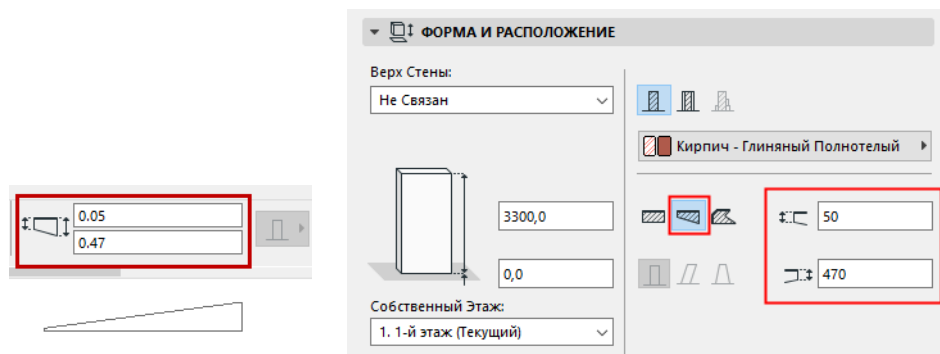 ФОРМА И РАСПОЛОЖЕНИЕ
Верх Стены:
Не Связан
Кирпич - Глиняный Полнотелый
3300,0
50
0,0
470
Собственный Этаж:
1. 1-й этаж (Текущий)
0.05
0.47